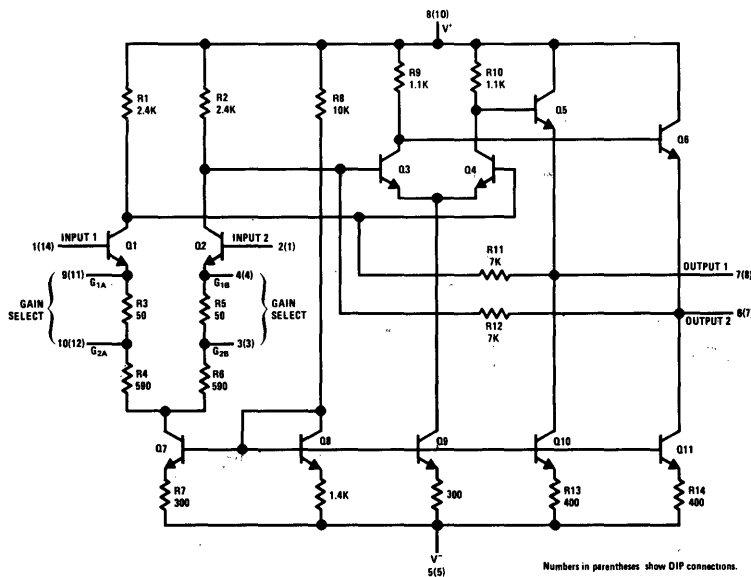 8(10)
V+
R1
2.4K
R2
2.4K
R8
10K
R9
1.1K
R10
1.1K
Q5
Q6
Q3
Q4
INPUT 1
1(14)
Q1
Q2
INPUT 2
2(1)
9(11)
G1A
4(4)
G1B
GAIN
SELECT
R3
50
R5
50
GAIN
SELECT
10(12)
G2A
3(3)
G2B
R4
590
R6
590
R11
7K
OUTPUT 1
7(8)
R12
7K
OUTPUT 2
6(7)
Q7
Q8
Q9
Q10
Q11
R7
300
1.4K
300
R13
400
R14
400
V-
5(5)
Numbers in parentheses show DIP connections.